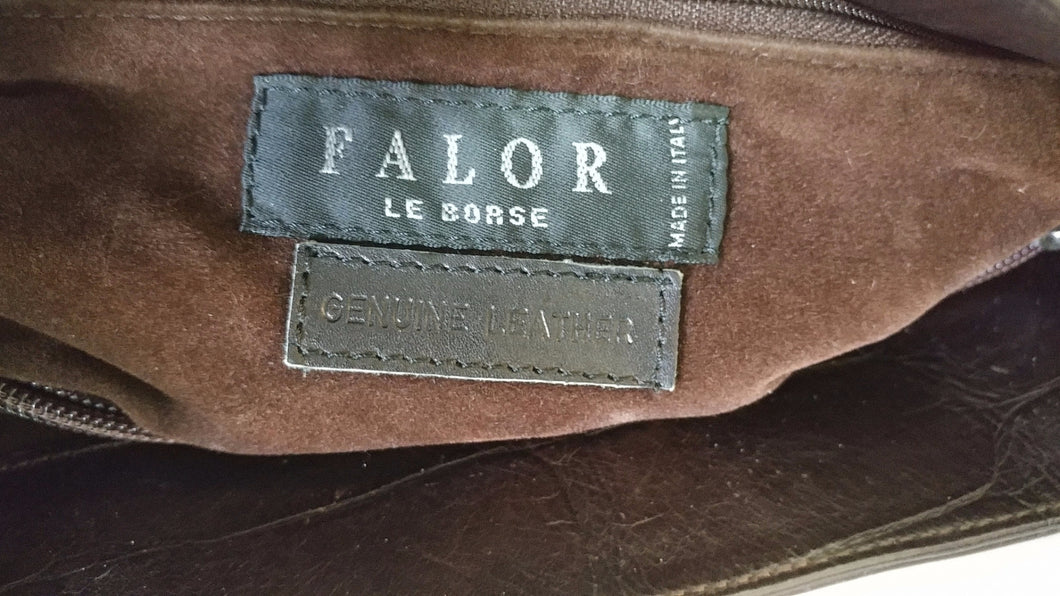 FALOR
LE BORSE
MADE IN ITALY
GENUINE LEATHER